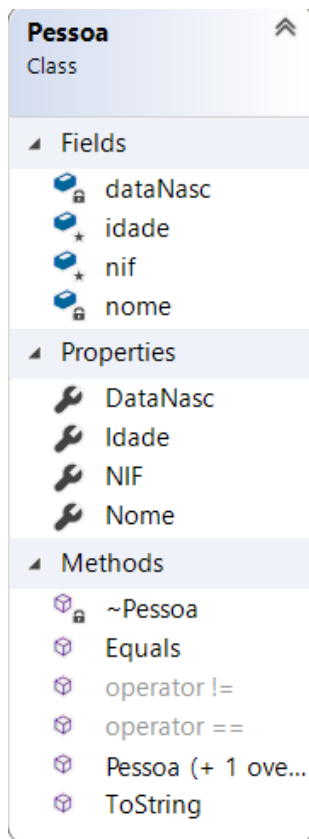 Pessoa
Class
Fields
dataNasc
idade
nif
nome
Properties
DataNasc
Idade
NIF
Nome
Methods
~Pessoa
Equals
operator !=
operator ==
Pessoa (+ 1 ove...
ToString